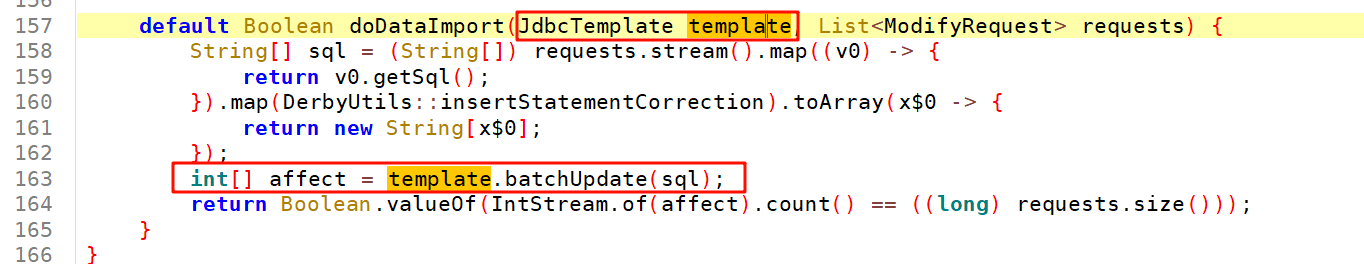 156
157 default Boolean doDataImport(JdbcTemplate template, List<ModifyRequest> requests) {
158 String[] sql = (String[]) requests.stream().map((v0) -> {
159 return v0.getSql();
160 }).map(DerbyUtils::insertStatementCorrection).toArray(x$0 -> {
161 return new String[x$0];
162 });
163 int[] affect = template.batchUpdate(sql);
164 return Boolean.valueOf(IntStream.of(affect).count() == ((long) requests.size()));
165 }
166 }